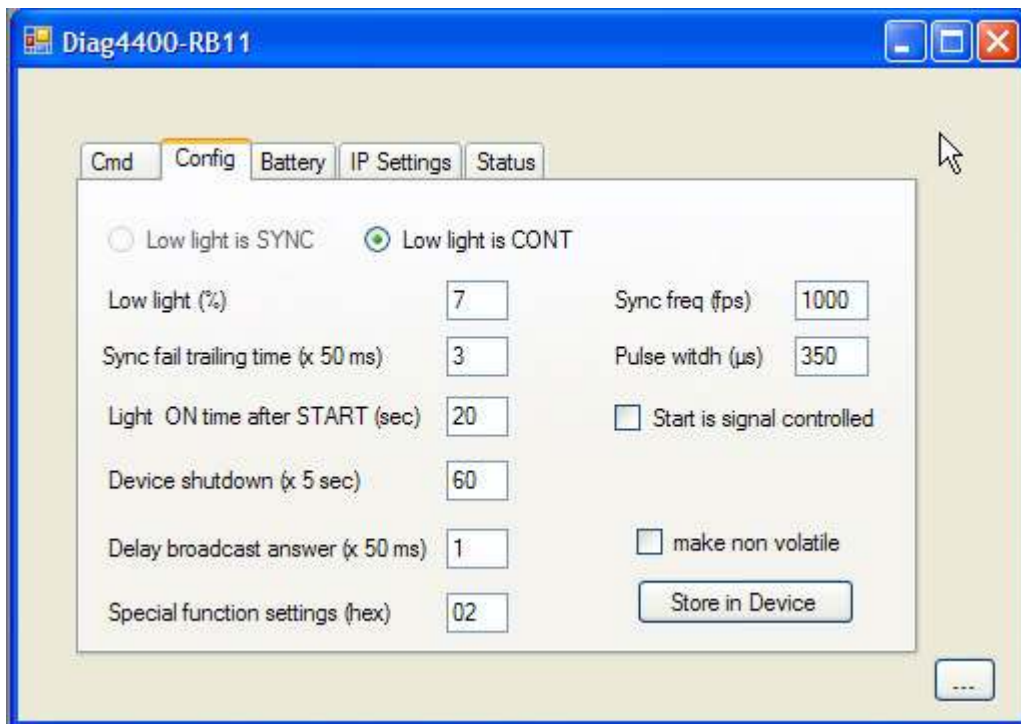 Diag4400-RB11
Cmd Config Battery IP Settings Status
Low light is SYNC Low light is CONT
Low light (%) 7 Sync freq (fps) 1000
Sync fail trailing time (x 50 ms) 3 Pulse witdh (µs) 350
Light ON time after START (sec) 20 Start is signal controlled
Device shutdown (x 5 sec) 60
Delay broadcast answer (x 50 ms) 1 make non volatile
Special function settings (hex) 02 Store in Device
...